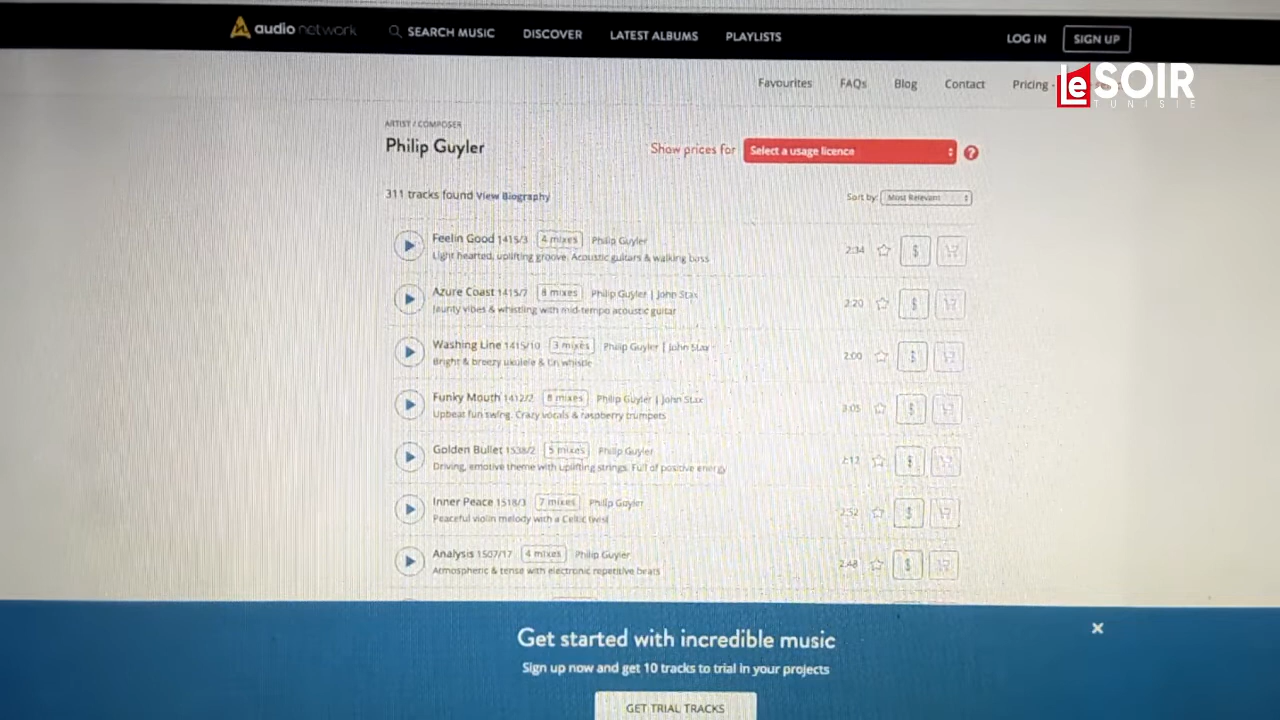 audio network
SEARCH MUSIC
DISCOVER
LATEST ALBUMS
PLAYLISTS
LOG IN
SIGN UP
Favourites
FAQs
Blog
Contact
Pricing
Le SOIR
TUNISIE
ARTIST / COMPOSER
Philip Guyler
Show prices for
Select a usage licence
?
311 tracks found View Biography
Sort by: Most Relevant
Feelin Good 1415/3 4 mixes Philip Guyler
Light hearted, uplifting groove. Acoustic guitars & walking bass
2:34 $
Azure Coast 1415/7 8 mixes Philip Guyler | John Stax
Jaunty vibes & whistling with mid-tempo acoustic guitar
2:20 $
Washing Line 1415/10 3 mixes Philip Guyler | John Stax
Bright & breezy ukulele & tin whistle
2:00 $
Funky Mouth 1412/2 8 mixes Philip Guyler | John Stax
Upbeat fun swing. Crazy vocals & raspberry trumpets
3:05 $
Golden Bullet 1538/2 5 mixes Philip Guyler
Driving, emotive theme with uplifting strings. Full of positive energy
$
Inner Peace 1518/3 7 mixes Philip Guyler
Peaceful violin melody with a Celtic feel
2:52 $
Analysis 1507/17 4 mixes Philip Guyler
Atmospheric & tense with electronic repetitive beats
2:48 $
Get started with incredible music
Sign up now and get 10 tracks to trial in your projects
GET TRIAL TRACKS